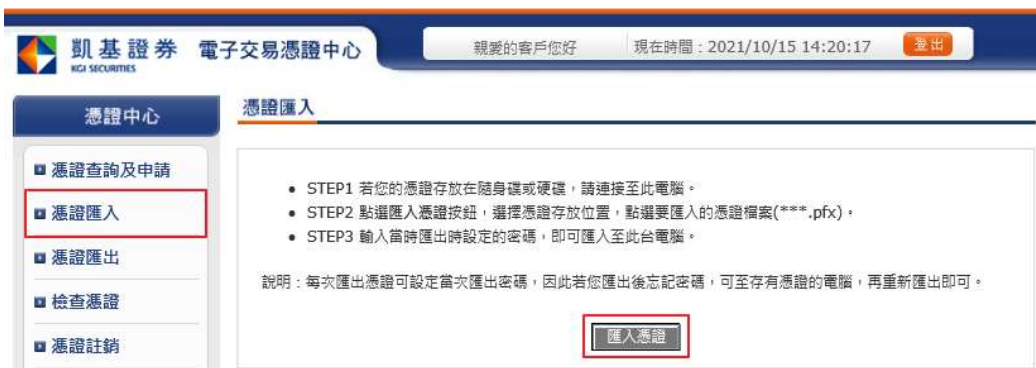 凱基證券 電子交易憑證中心
KGI SECURITIES
親愛的客戶您好 現在時間：2021/10/15 14:20:17 登出
憑證中心
憑證匯入
憑證查詢及申請
憑證匯入
憑證匯出
檢查憑證
憑證註銷
• STEP1 若您的憑證存放在隨身碟或硬碟，請連接至此電腦。
• STEP2 點選匯入憑證按鈕，選擇憑證存放位置，點選要匯入的憑證檔案(***.pfx)。
• STEP3 輸入當時匯出時設定的密碼，即可匯入至此台電腦。
說明：每次匯出憑證可設定當次匯出密碼，因此若您匯出後忘記密碼，可至存有憑證的電腦，再重新匯出即可。
匯入憑證